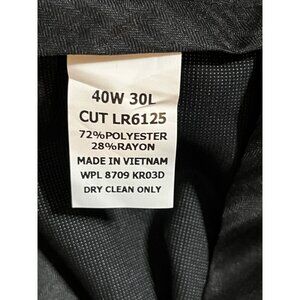 40W 30L
CUT LR6125
72%POLYESTER
28%RAYON
MADE IN VIETNAM
WPL 8709 KR03D
DRY CLEAN ONLY